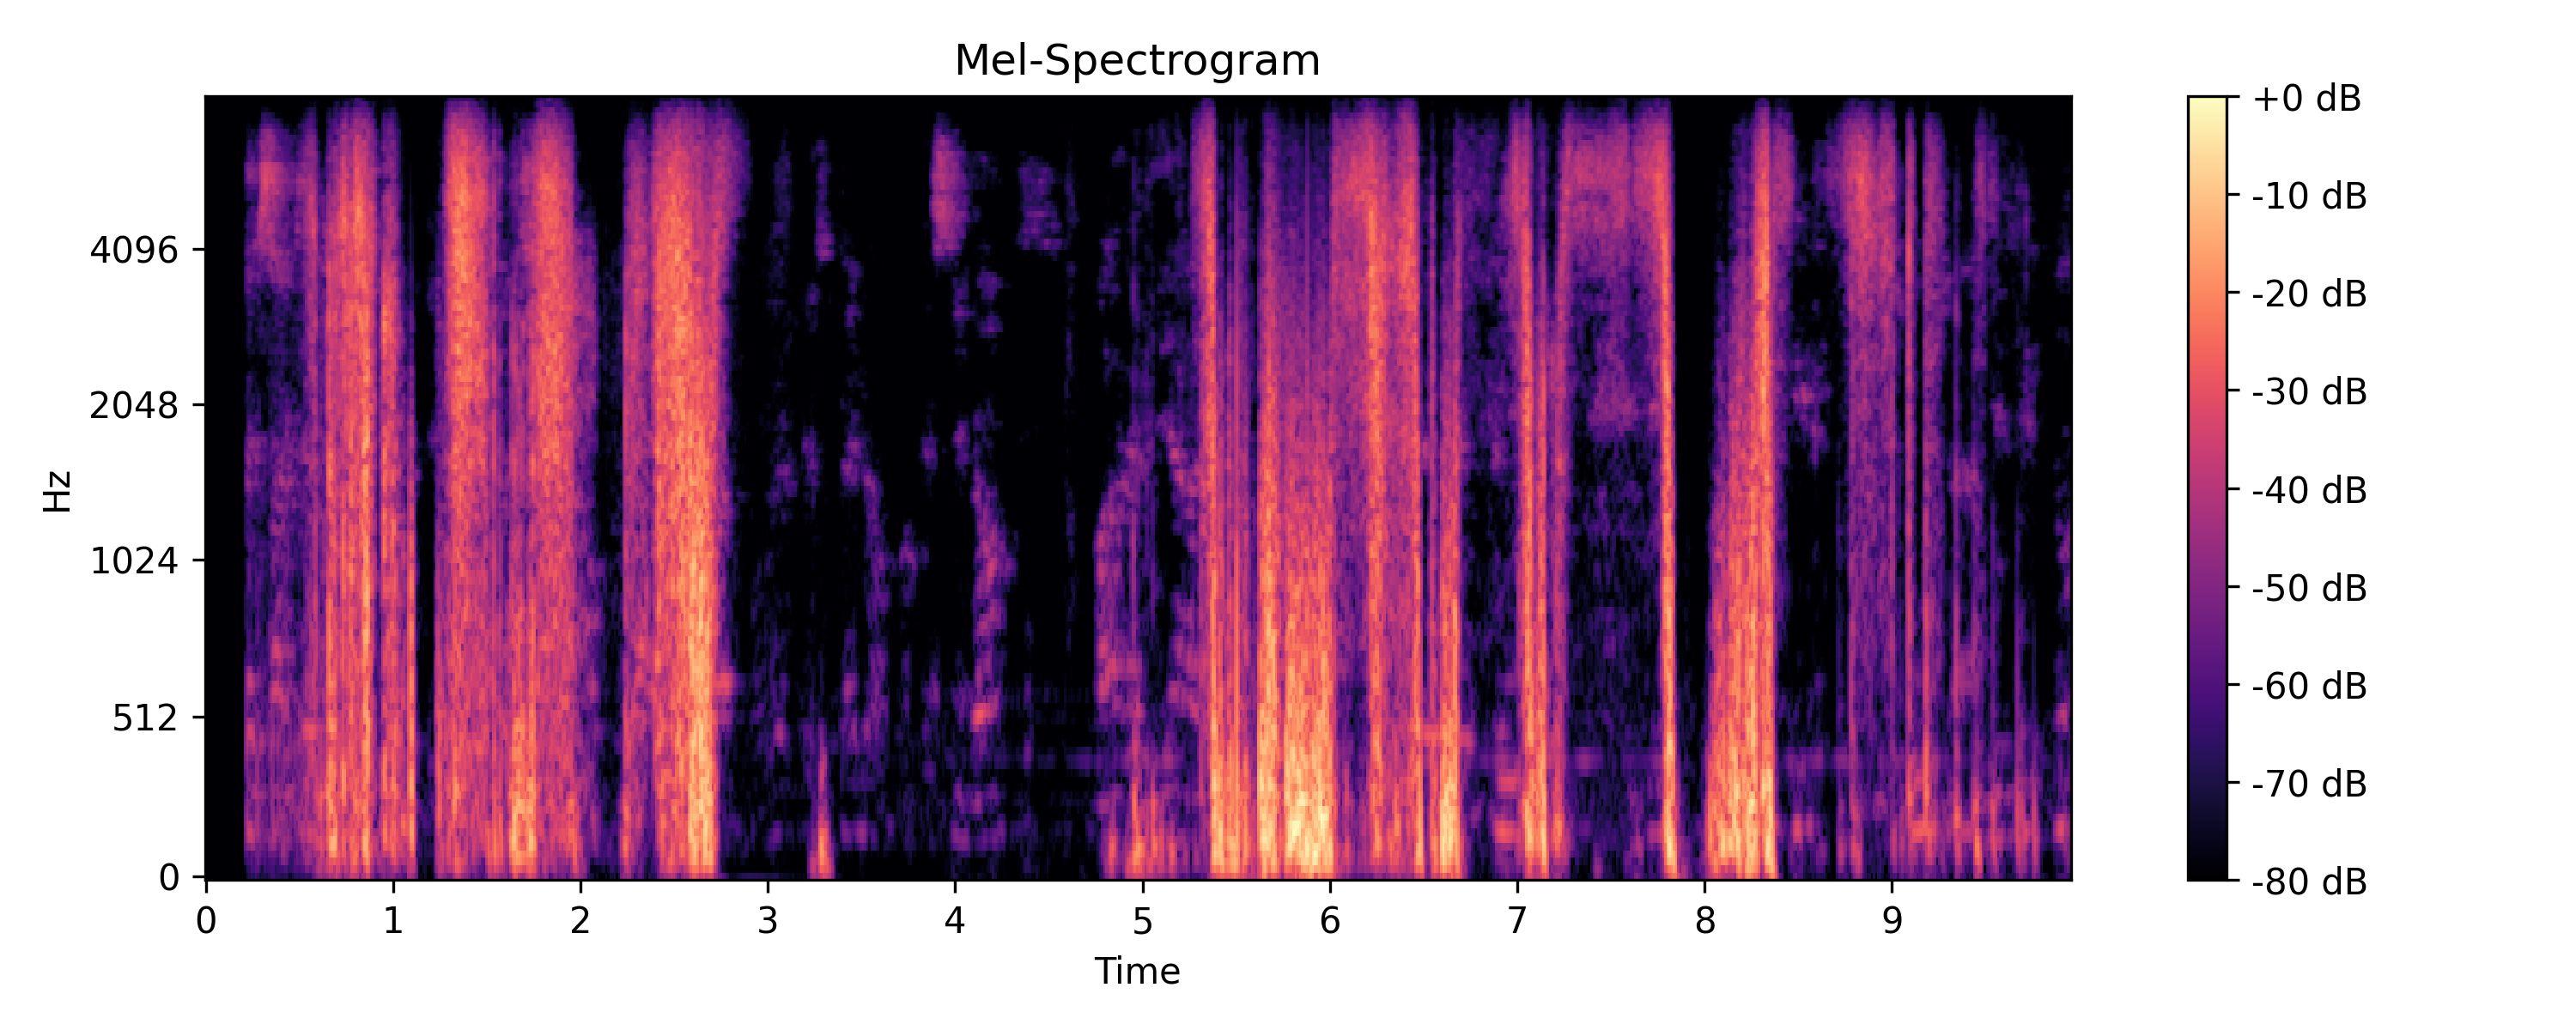 Mel-Spectrogram
+0 dB
-10 dB
-20 dB
-30 dB
-40 dB
-50 dB
-60 dB
-70 dB
-80 dB
Hz
4096
2048
1024
512
0
0 1 2 3 4 5 6 7 8 9
Time